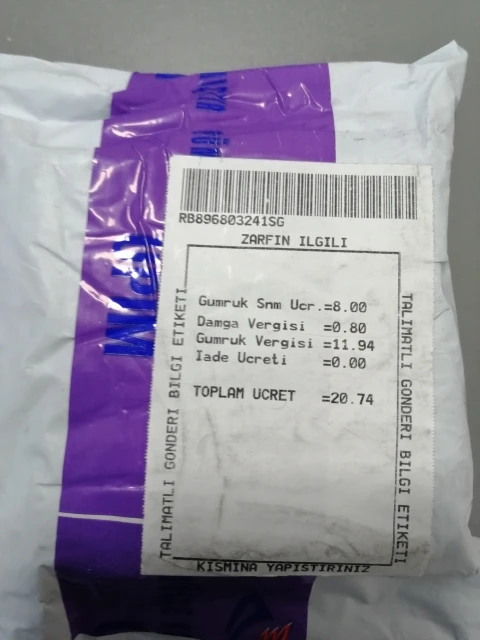 RB896803241SG
ZARFIN ILGILI
TALIMATLI GONDERI BILGI ETIKETI
Gumruk Snm Ucr.=8.00
Damga Vergisi =0.80
Gumruk Vergisi =11.94
Iade Ucreti =0.00
TOPLAM UCRET =20.74
TALIMATLI GONDERI BILGI ETIKETI
KISMINA YAPISTIRINIZ